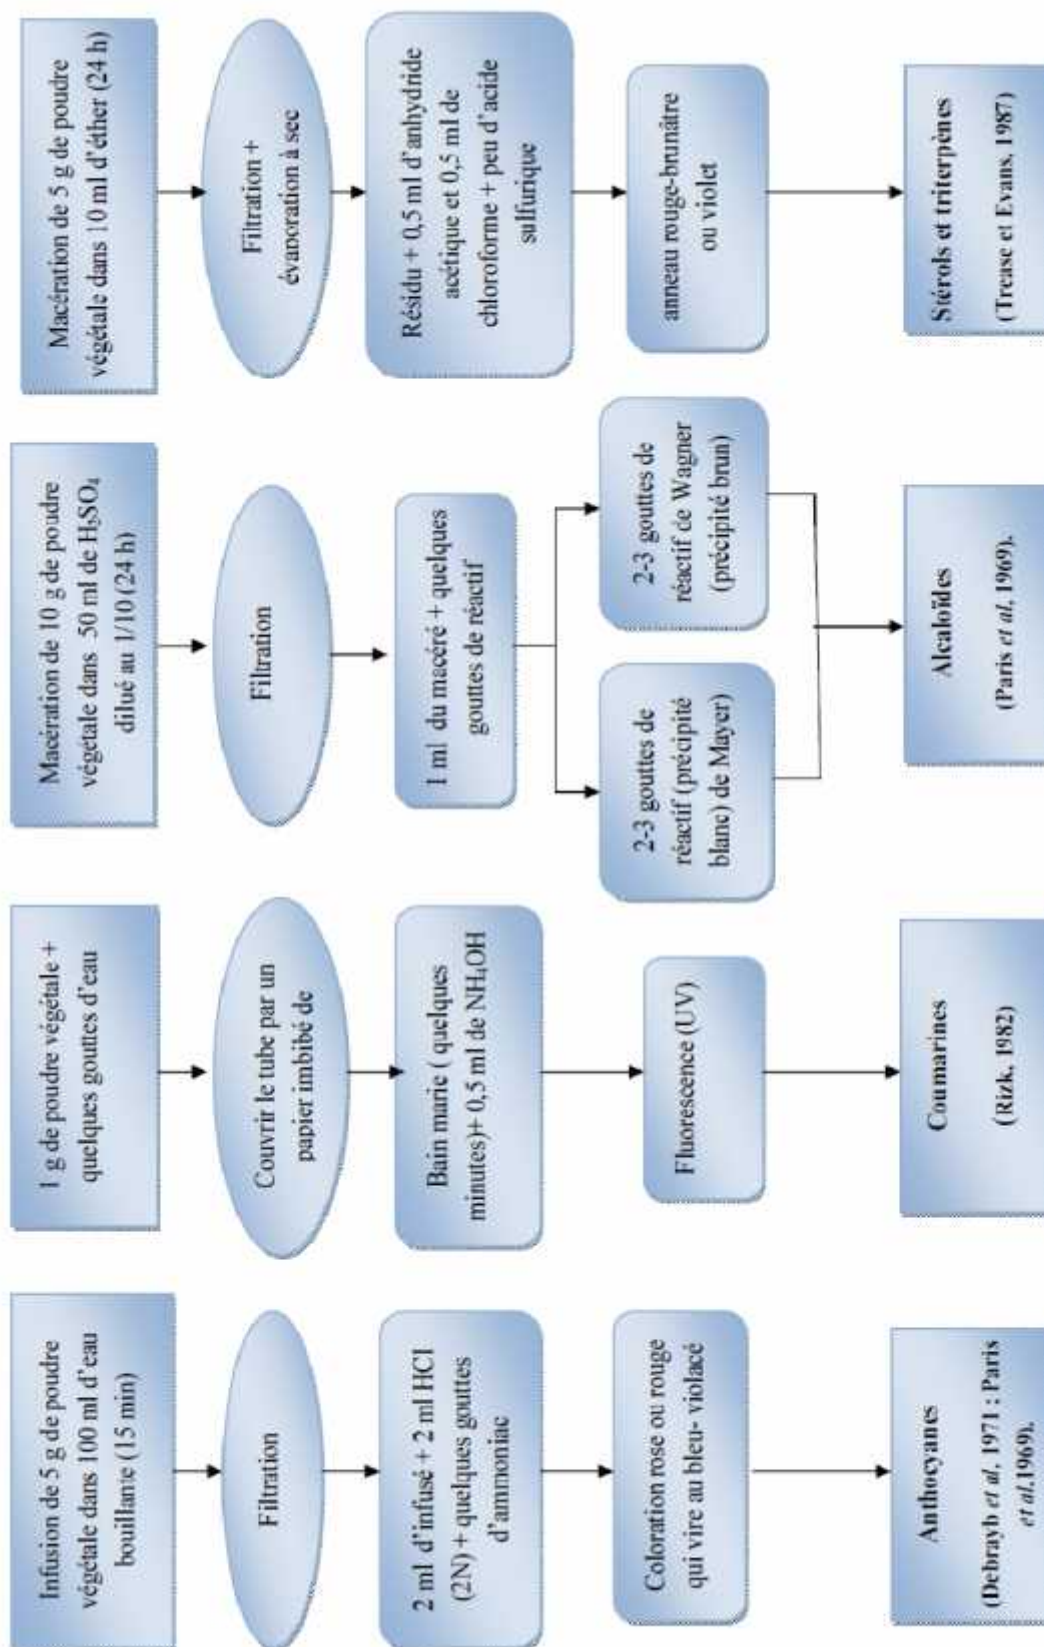 Infusion de 5 g de poudre
végétale dans 100 ml d'eau
bouillante (15 min)
Filtration
2 ml d'infusé + 2 ml HCl
(2N) + quelques gouttes
d'ammoniac
Coloration rose ou rouge
qui vire au bleu- violacé
Anthocyanes
(Debrayb et al, 1971 ; Paris
et al,1969).
1 g de poudre végétale +
quelques gouttes d'eau
Couvrir le tube par un
papier imbibé de
Bain marie ( quelques
minutes)+ 0,5 ml de NH₄OH
Fluorescence (UV)
Coumarines
(Rizk, 1982)
Macération de 10 g de poudre
végétale dans 50 ml de H₂SO₄
dilué au 1/10 (24 h)
Filtration
1 ml du macéré + quelques
gouttes de réactif
2-3 gouttes de
réactif (précipité
blanc) de Mayer)
2-3 gouttes de
réactif de Wagner
(précipité brun)
Alcaloïdes
(Paris et al, 1969).
Macération de 5 g de poudre
végétale dans 10 ml d'éther (24 h)
Filtration +
évaporation à sec
Résidu + 0,5 ml d'anhydride
acétique et 0,5 ml de
chloroforme + peu d'acide
sulfurique
anneau rouge-brunâtre
ou violet
Stérols et triterpènes
(Trease et Evans, 1987)